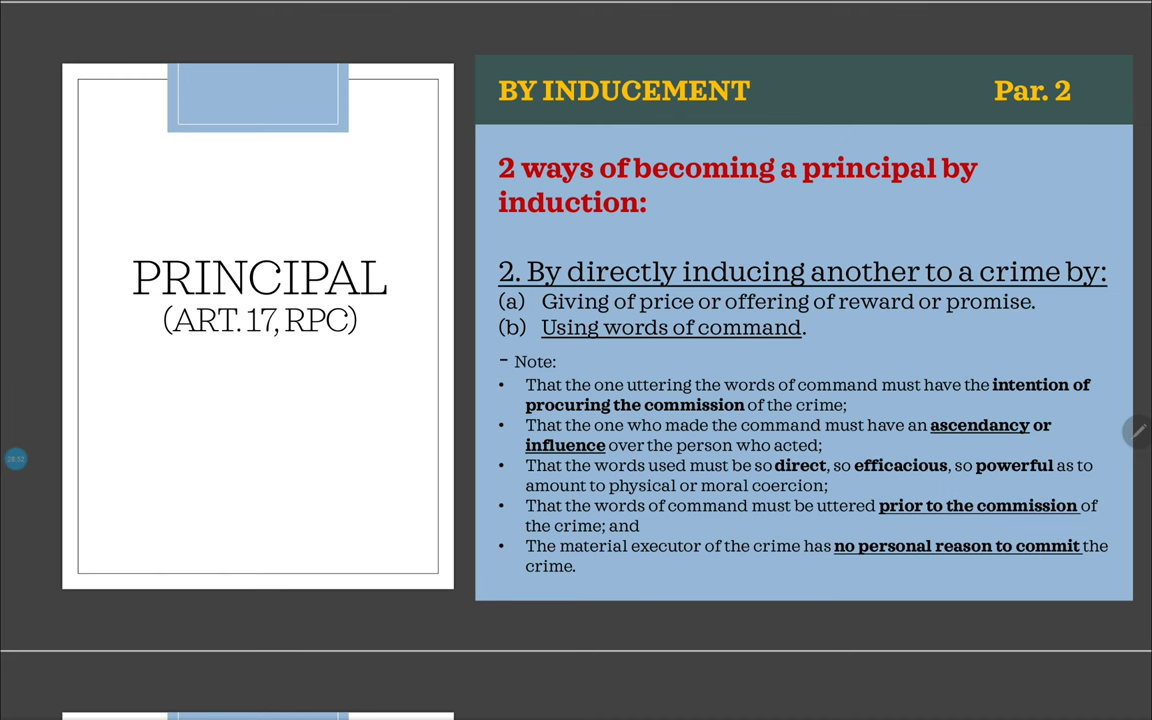 PRINCIPAL
(ART. 17, RPC)
BY INDUCEMENT Par. 2
2 ways of becoming a principal by
induction:
2. By directly inducing another to a crime by:
(a) Giving of price or offering of reward or promise.
(b) Using words of command.
- Note:
• That the one uttering the words of command must have the intention of
procuring the commission of the crime;
• That the one who made the command must have an ascendancy or
influence over the person who acted;
• That the words used must be so direct, so efficacious, so powerful as to
amount to physical or moral coercion;
• That the words of command must be uttered prior to the commission of
the crime; and
• The material executor of the crime has no personal reason to commit the
crime.